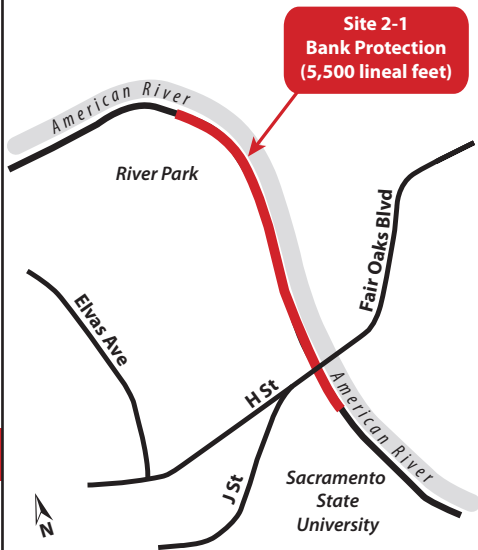 Site 2-1
Bank Protection
(5,500 lineal feet)
American River
River Park
Fair Oaks Blvd
Elvas Ave
H St
American River
J St
Sacramento
State
University
N